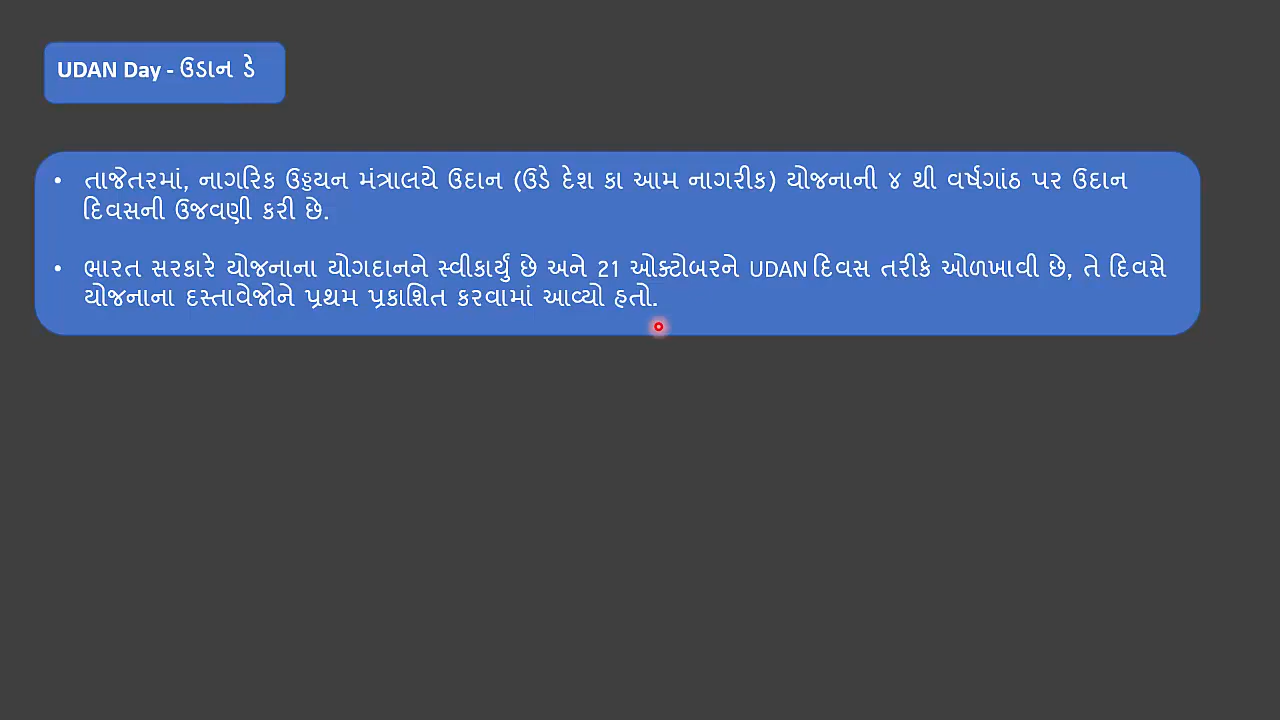 UDAN Day - ઉડાન ડે
• તાજેતરમાં, નાગરિક ઉડ્ડયન મંત્રાલયે ઉદાન (ઉડે દેશ કા આમ નાગરીક) યોજનાની ૪ થી વર્ષગાંઠ પર ઉદાન
દિવસની ઉજવણી કરી છે.
• ભારત સરકારે યોજનાના યોગદાનને સ્વીકાર્યું છે અને 21 ઓક્ટોબરને UDAN દિવસ તરીકે ઓળખાવી છે, તે દિવસે
યોજનાના દસ્તાવેજોને પ્રથમ પ્રકાશિત કરવામાં આવ્યો હતો.